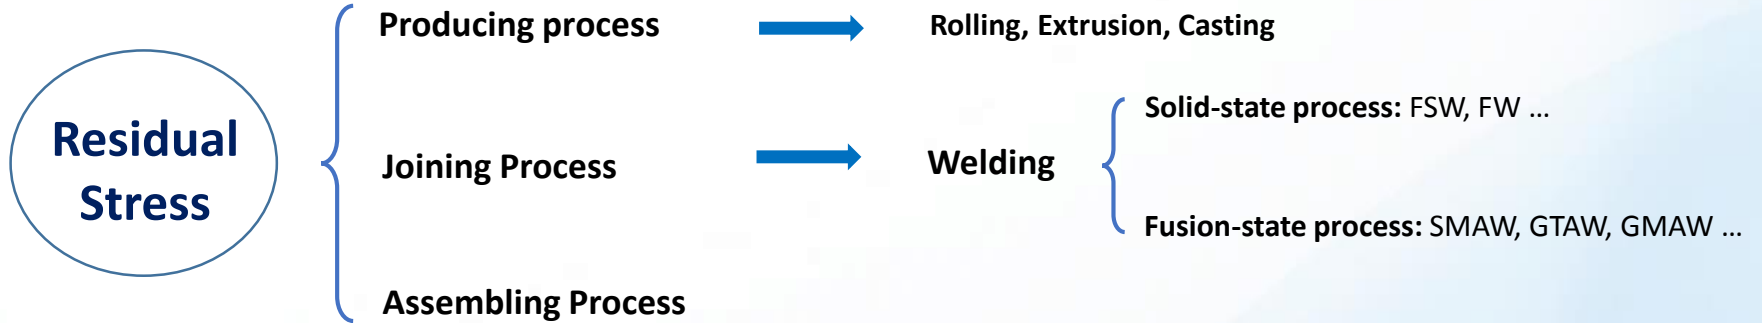 Residual
Stress
Producing process
Rolling, Extrusion, Casting
Joining Process
Welding
Solid-state process: FSW, FW ...
Fusion-state process: SMAW, GTAW, GMAW ...
Assembling Process